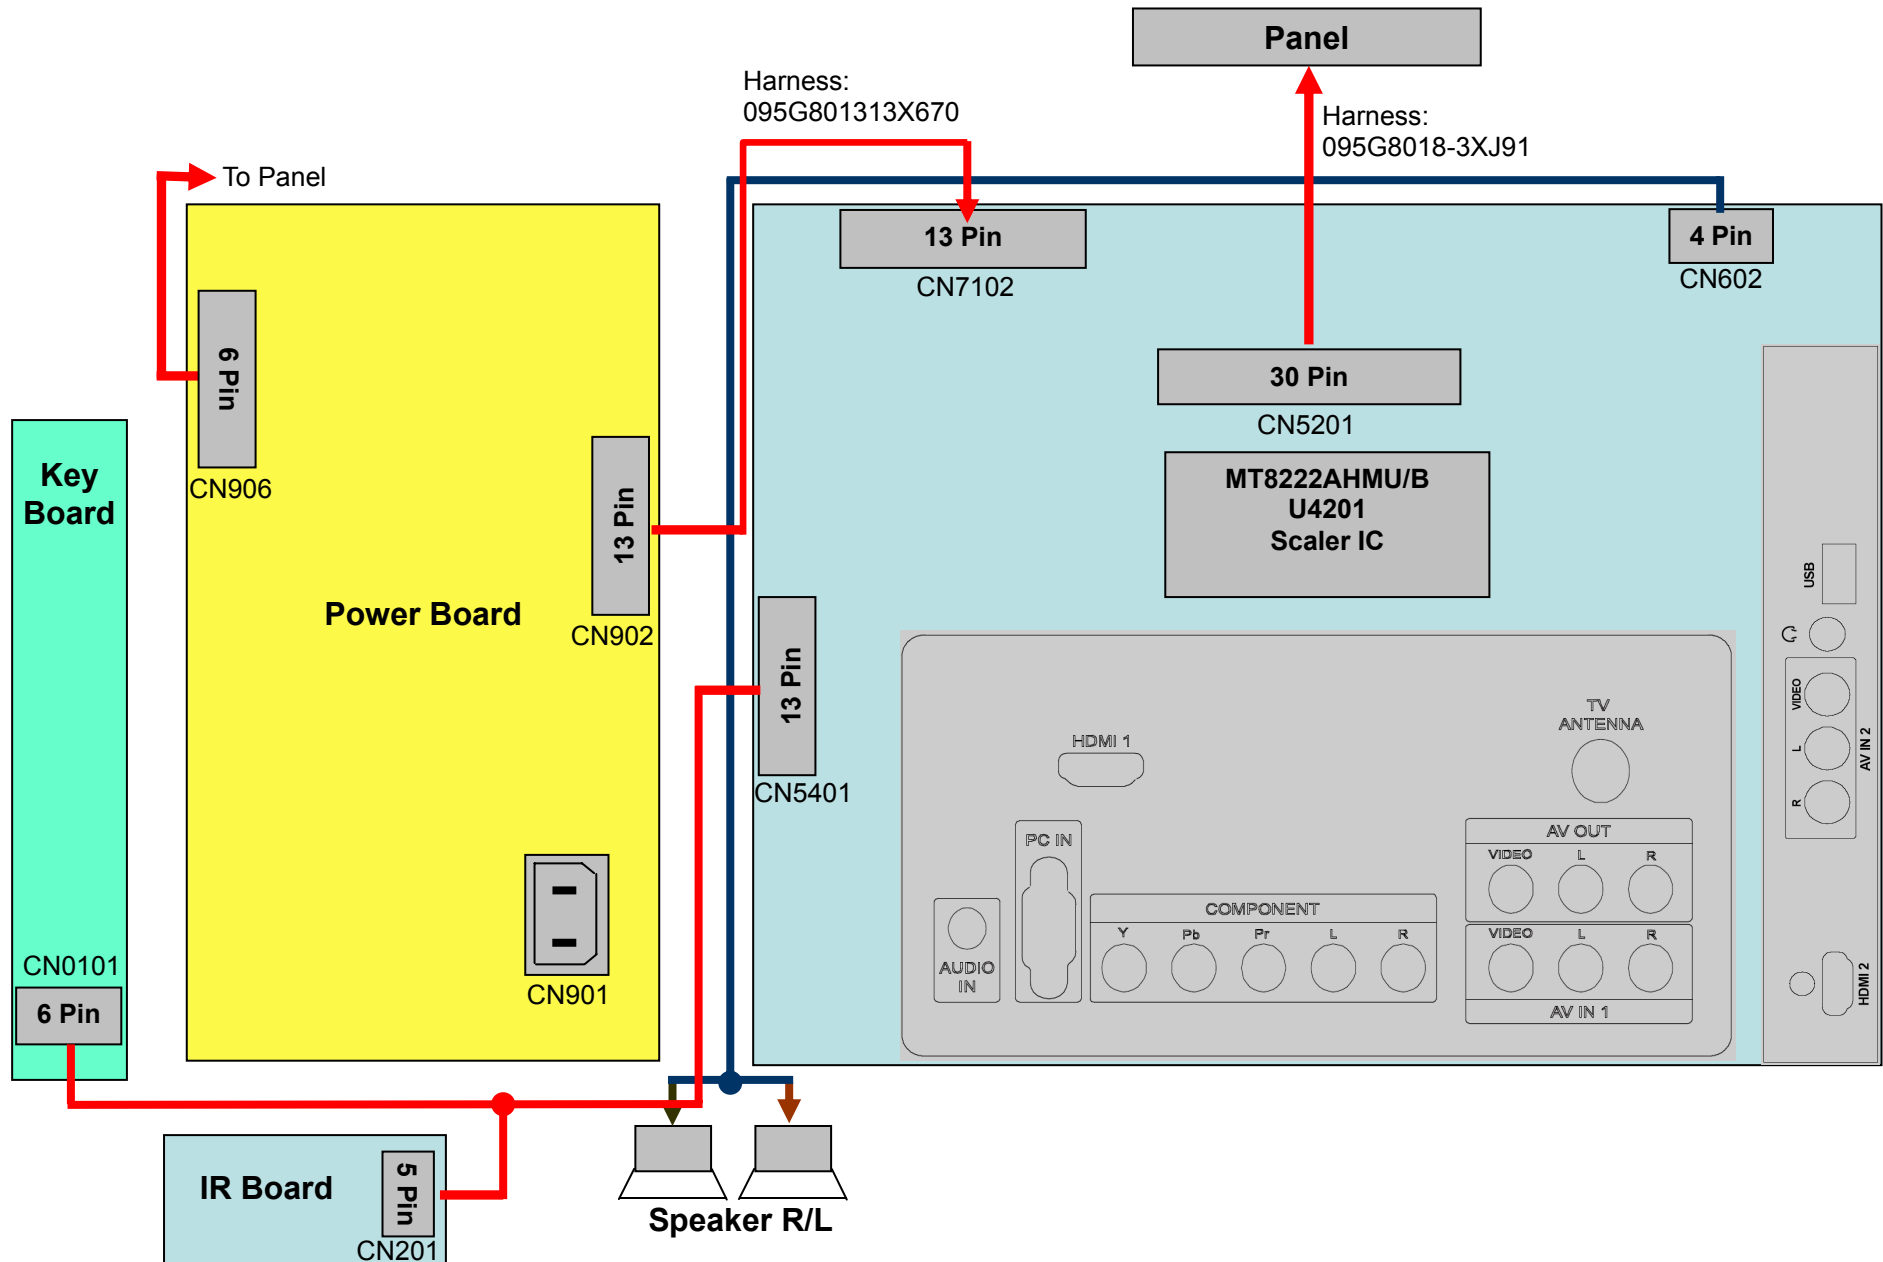 Panel
Harness:
095G801313X670
Harness:
095G8018-3XJ91
To Panel
13 Pin
CN7102
4 Pin
CN602
6 Pin
CN906
30 Pin
CN5201
Key
Board
13 Pin
CN902
MT8222AHMU/B
U4201
Scaler IC
Power Board
13 Pin
CN5401
USB
VIDEO
L
R
AV IN 2
HDMI 2
TV
ANTENNA
HDMI 1
PC IN
AUDIO
IN
COMPONENT
Y Pb Pr L R
AV OUT
VIDEO L R
VIDEO L R
AV IN 1
CN901
CN0101
6 Pin
IR Board
5 Pin
CN201
Speaker R/L